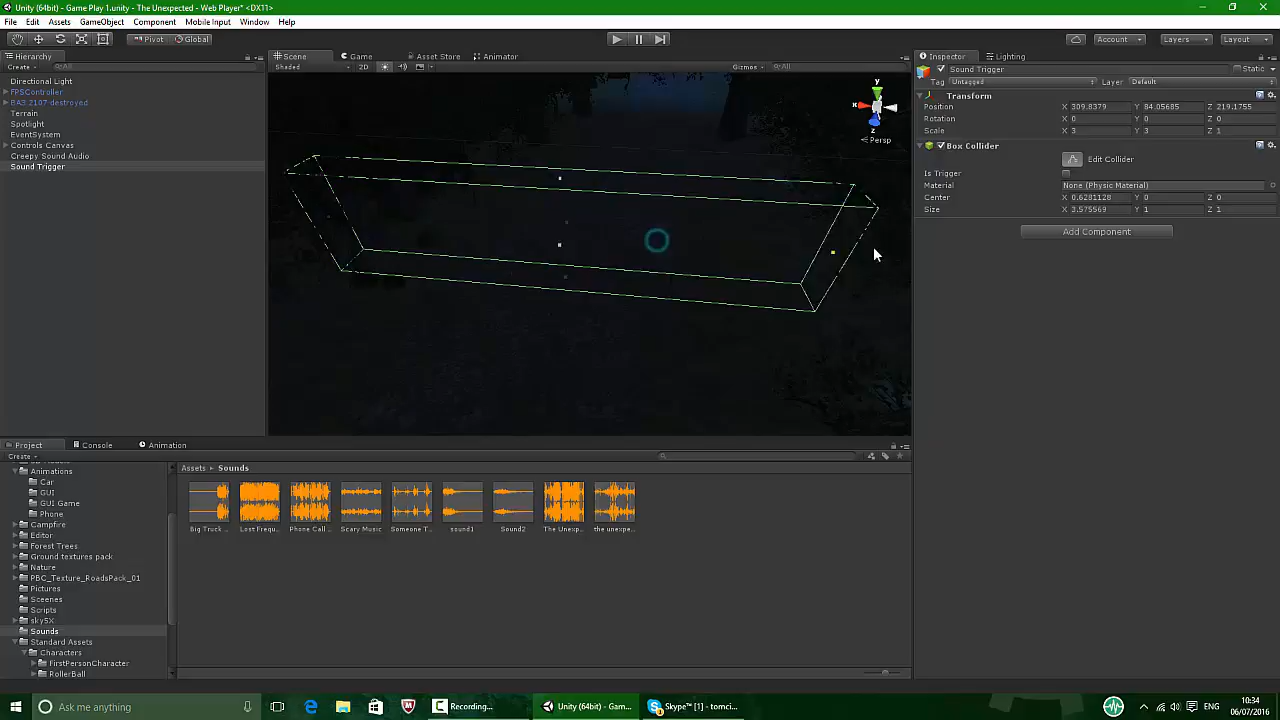 Unity (64bit) - Game Play 1.unity - The Unexpected - Web Player* <DX11>
File Edit Assets GameObject Component Mobile Input Window Help
Pivot Global Account Layers Layout
Hierarchy Scene Game Asset Store Animator Inspector Lighting
Create All Shaded 2D Gizmos All Sound Trigger Static
Directional Light Tag Untagged Layer Default
FPSController Transform
BA3 2107 destroyed Position X 309.8379 Y 84.05685 Z 219.1755
Terrain Rotation X 0 Y 0 Z 0
Spotlight Scale X 3 Y 3 Z 1
EventSystem
Controls Canvas Box Collider
Creepy Sound Audio Edit Collider
Sound Trigger Is Trigger
Material None (Physic Material)
Center X 0.6281128 Y 0 Z 0
Size X 3.575569 Y 1 Z 1
Add Component
y
x
z
Persp
Project Console Animation
Create
Assets Sounds
Animations
Car
GUI
GUI Game
Phone
Campfire
Editor
Forest Trees
Ground textures pack
Nature
PBC_Texture_RoadsPack_01
Pictures
Sceenes
Scripts
sky5X
Sounds
Standard Assets
Characters
FirstPersonCharacter
RollerBall
Big Truck ... Lost Frequ... Phone Call... Scary Music Someone T... sound1 Sound2 The Unexp... the unexpe...
Ask me anything Recording... Unity (64bit) - Gam... Skype™ [1] - tomci... ENG 10:34
06/07/2016